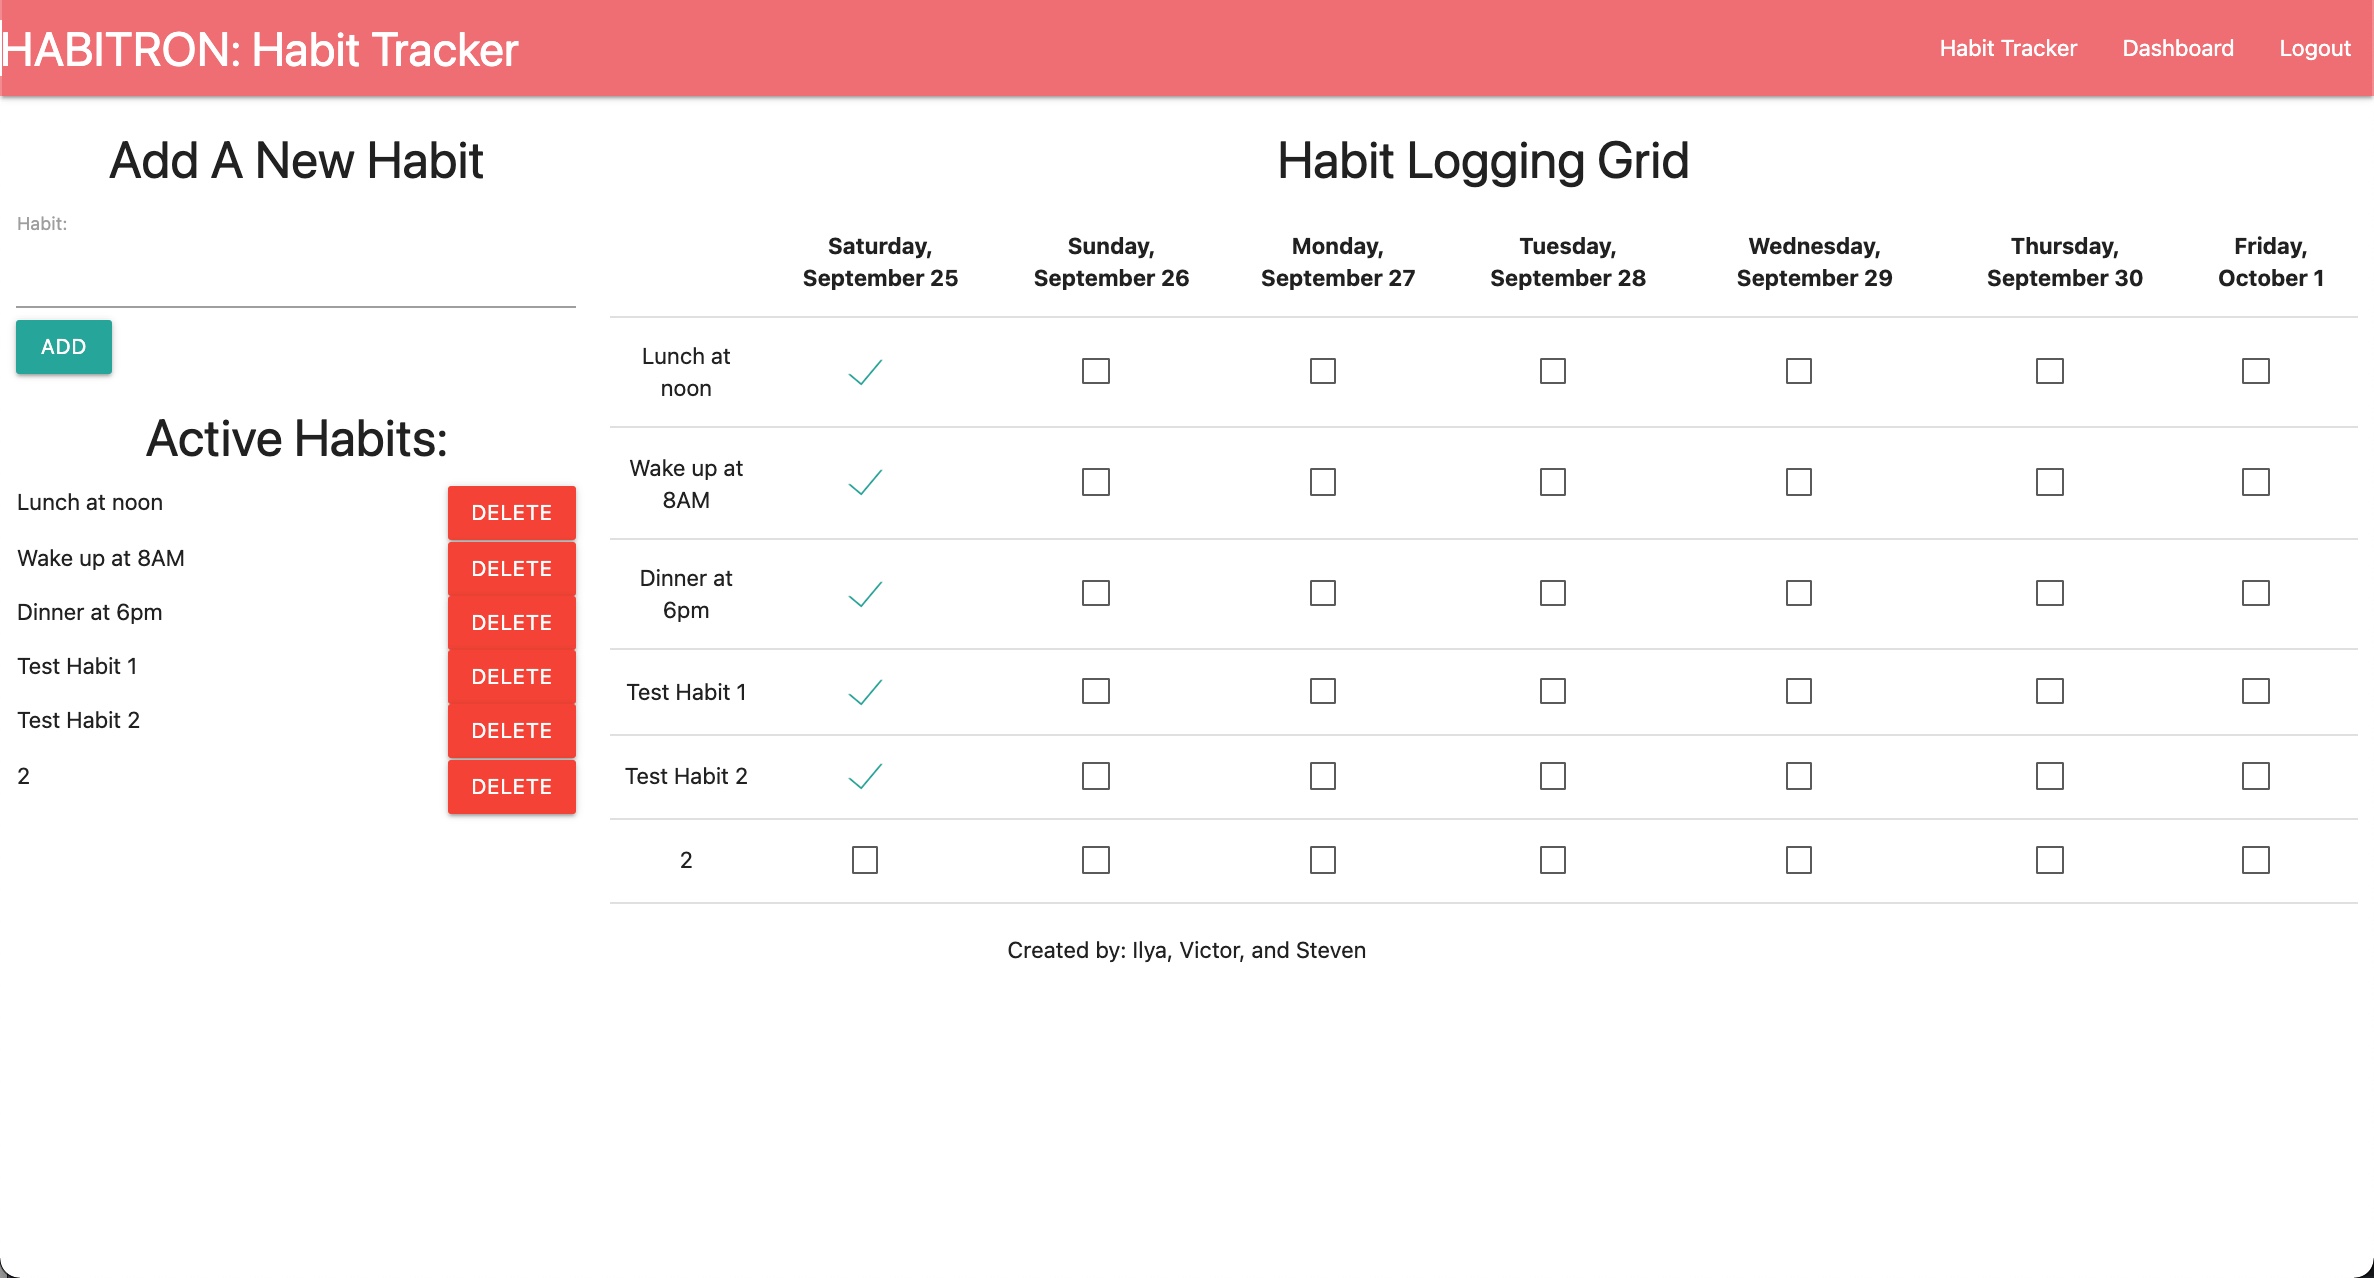 HABITRON: Habit Tracker
Habit Tracker
Dashboard
Logout
Add A New Habit
Habit:
ADD
Active Habits:
Lunch at noon
DELETE
Wake up at 8AM
DELETE
Dinner at 6pm
DELETE
Test Habit 1
DELETE
Test Habit 2
DELETE
2
DELETE
Habit Logging Grid
Saturday,
September 25
Sunday,
September 26
Monday,
September 27
Tuesday,
September 28
Wednesday,
September 29
Thursday,
September 30
Friday,
October 1
Lunch at
noon
Wake up at
8AM
Dinner at
6pm
Test Habit 1
Test Habit 2
2
Created by: Ilya, Victor, and Steven